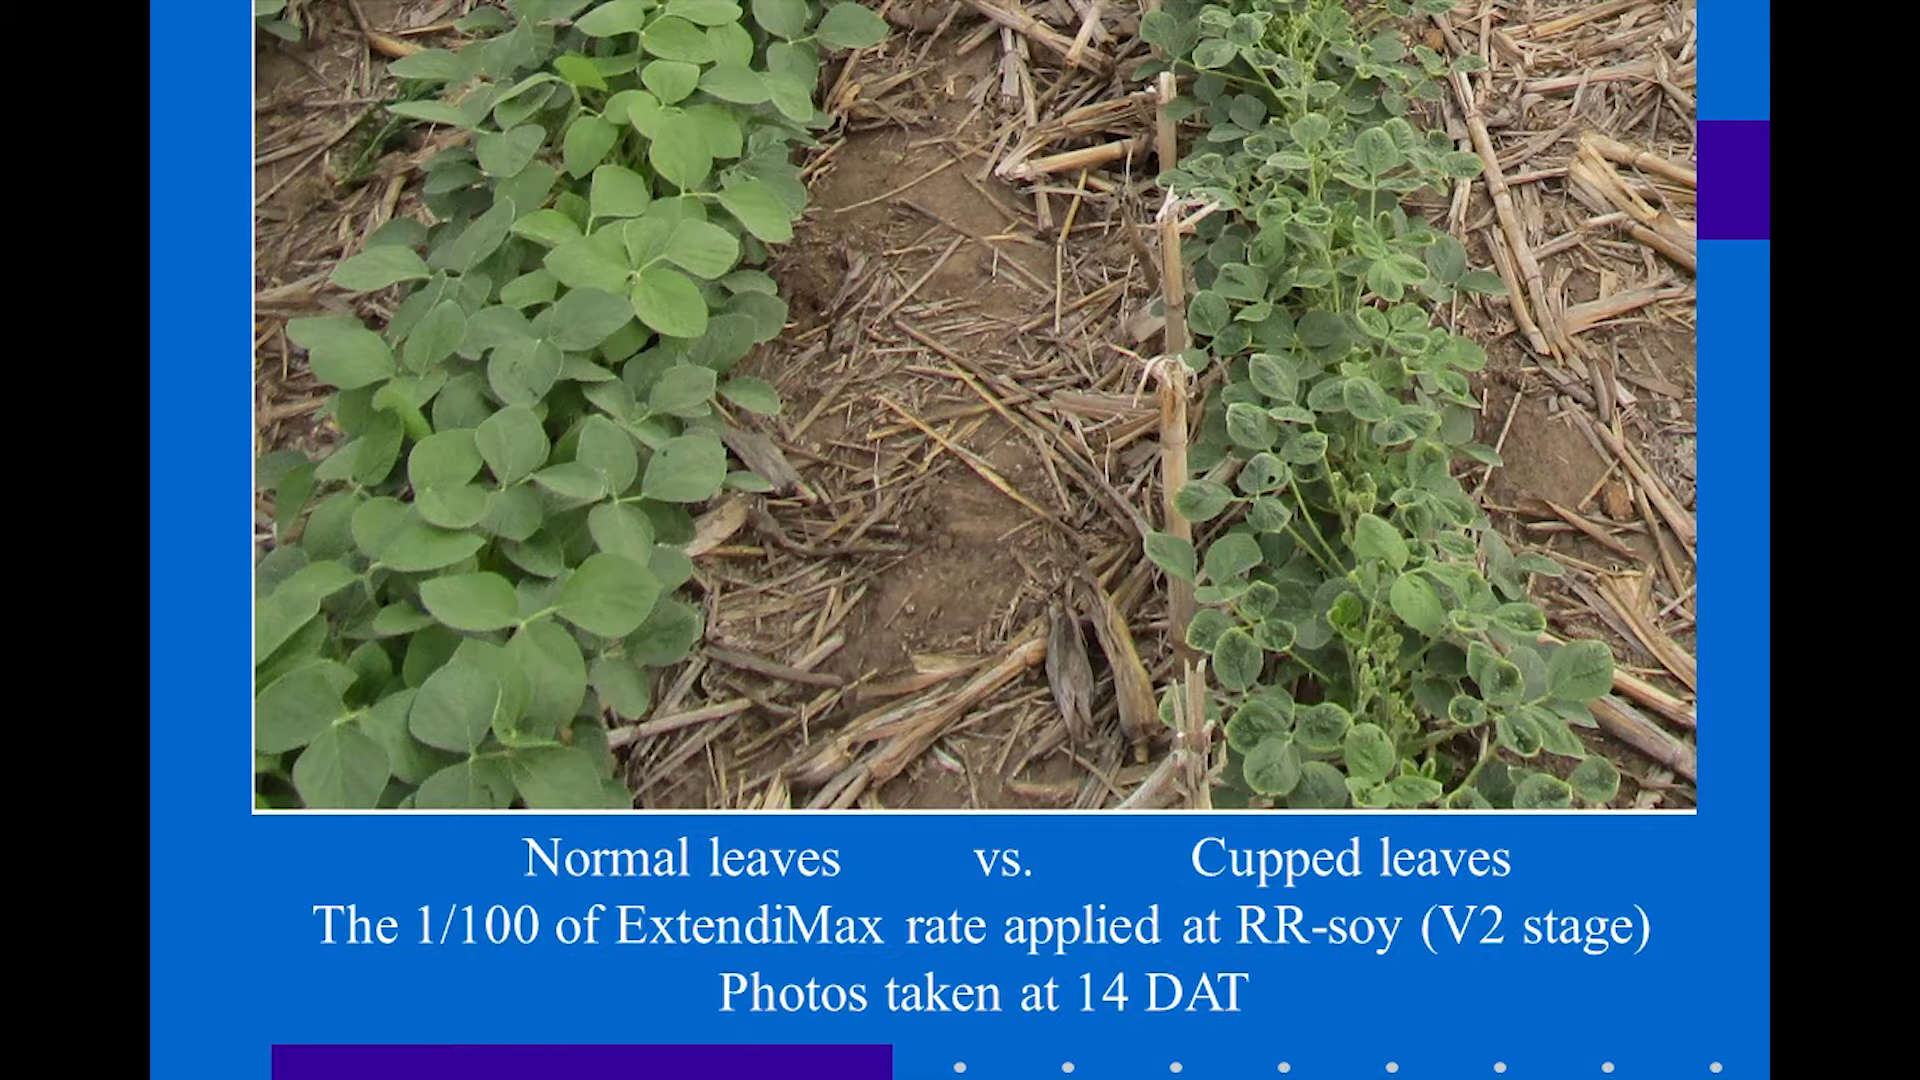 Normal leaves vs. Cupped leaves
The 1/100 of ExtendiMax rate applied at RR-soy (V2 stage)
Photos taken at 14 DAT